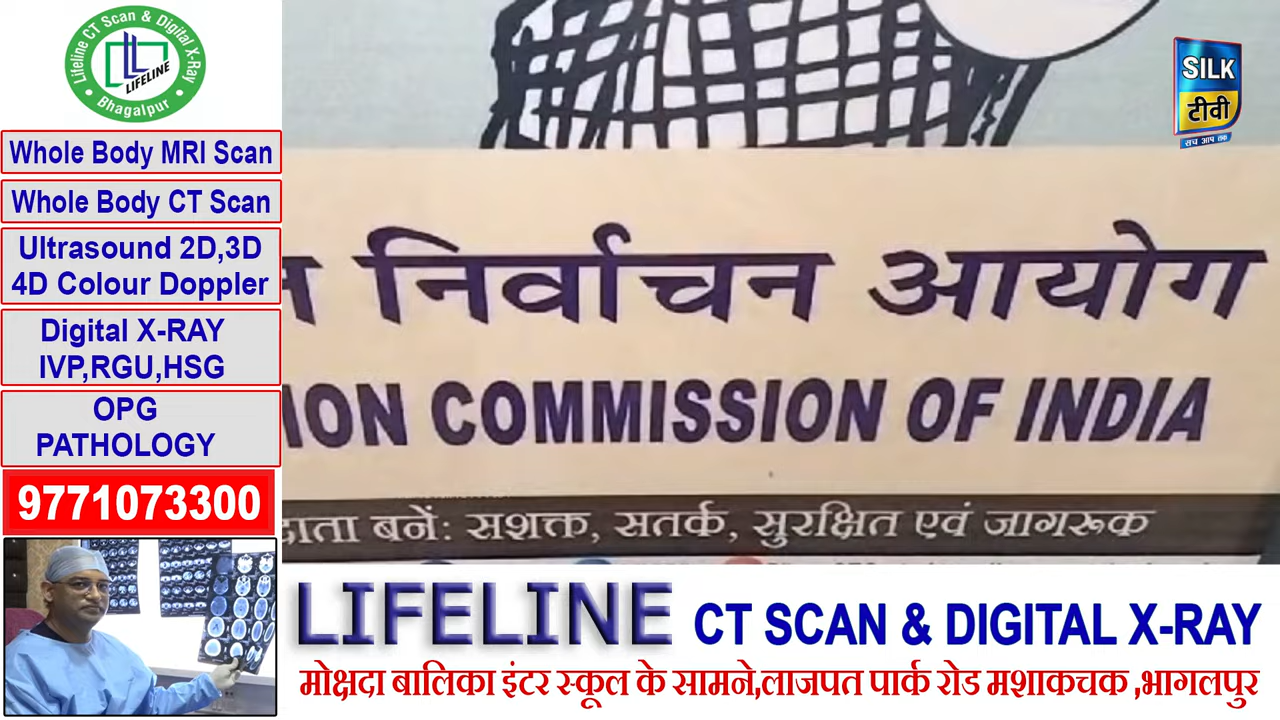 Lifeline CT Scan & Digital X-Ray
LIFELINE
Bhagalpur
Whole Body MRI Scan
Whole Body CT Scan
Ultrasound 2D,3D
4D Colour Doppler
Digital X-RAY
IVP,RGU,HSG
OPG
PATHOLOGY
9771073300
SILK
टीवी
सच आप तक
निर्वाचन आयोग
ION COMMISSION OF INDIA
दाता बनें: सशक्त, सतर्क, सुरक्षित एवं जागरूक
LIFELINE CT SCAN & DIGITAL X-RAY
मोक्षदा बालिका इंटर स्कूल के सामने,लाजपत पार्क रोड मशाकचक ,भागलपुर